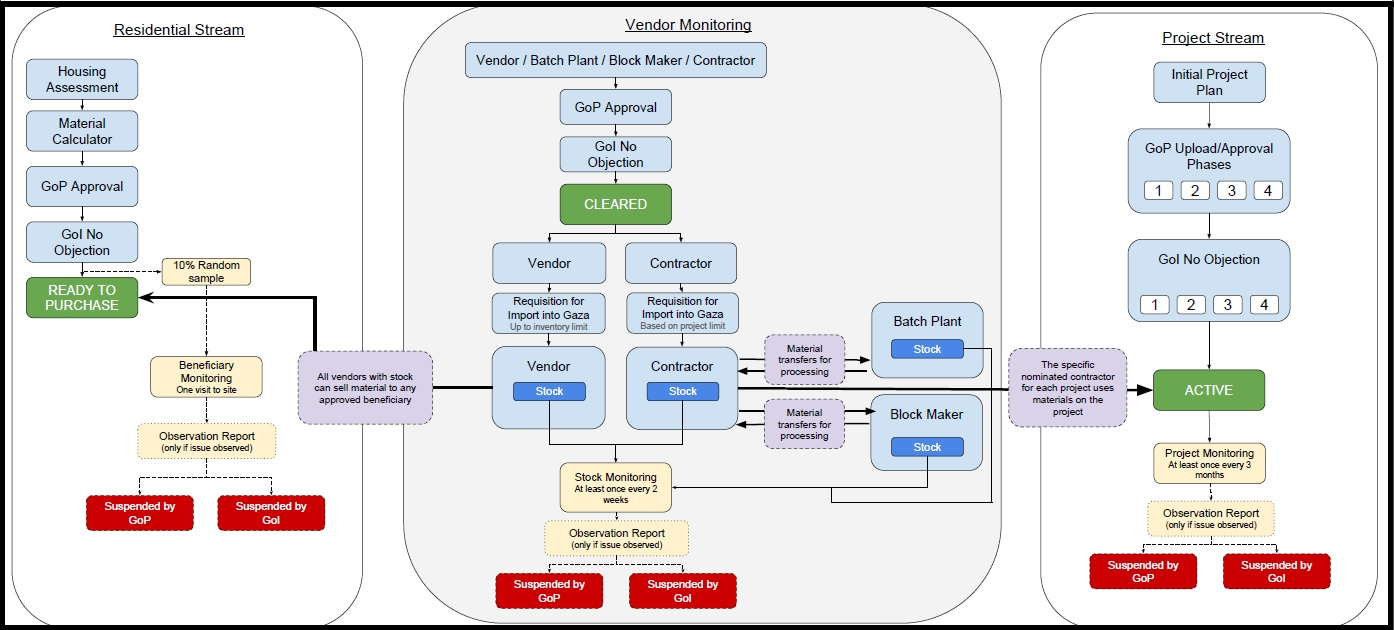 Residential Stream
Housing
Assessment
Material
Calculator
GoP Approval
GoI No
Objection
10% Random
sample
READY TO
PURCHASE
Beneficiary
Monitoring
One visit to site
Observation Report
(only if issue observed)
Suspended by
GoP
Suspended by
GoI
All vendors with stock
can sell material to any
approved beneficiary
Vendor Monitoring
Vendor / Batch Plant / Block Maker / Contractor
GoP Approval
GoI No
Objection
CLEARED
Vendor
Contractor
Requisition for
Import into Gaza
Up to inventory limit
Requisition for
Import into Gaza
Based on project limit
Vendor
Stock
Contractor
Stock
Material
transfers for
processing
Batch Plant
Stock
Material
transfers for
processing
Block Maker
Stock
Stock Monitoring
At least once every 2
weeks
Observation Report
(only if issue observed)
Suspended by
GoP
Suspended by
GoI
The specific
nominated contractor
for each project uses
materials on the
project
Project Stream
Initial Project
Plan
GoP Upload/Approval
Phases
1 2 3 4
GoI No Objection
1 2 3 4
ACTIVE
Project Monitoring
At least once every 3
months
Observation Report
(only if issue observed)
Suspended by
GoP
Suspended by
GoI